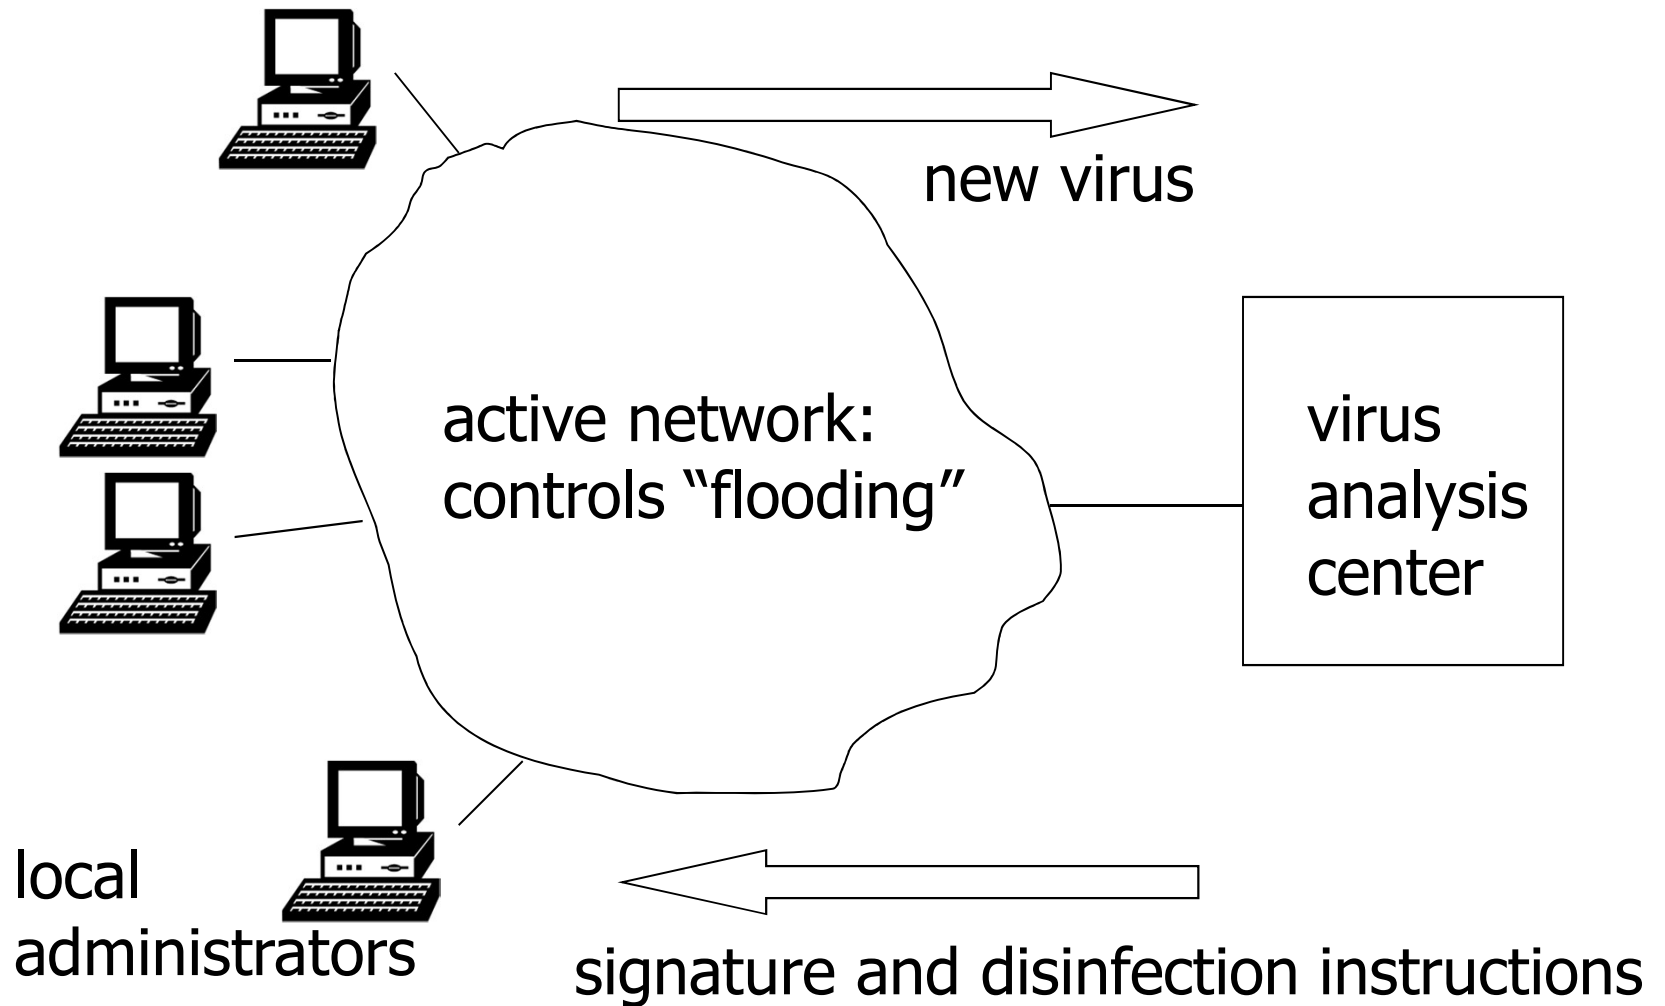 new virus
active network:
controls “flooding”
virus
analysis
center
local
administrators
signature and disinfection instructions